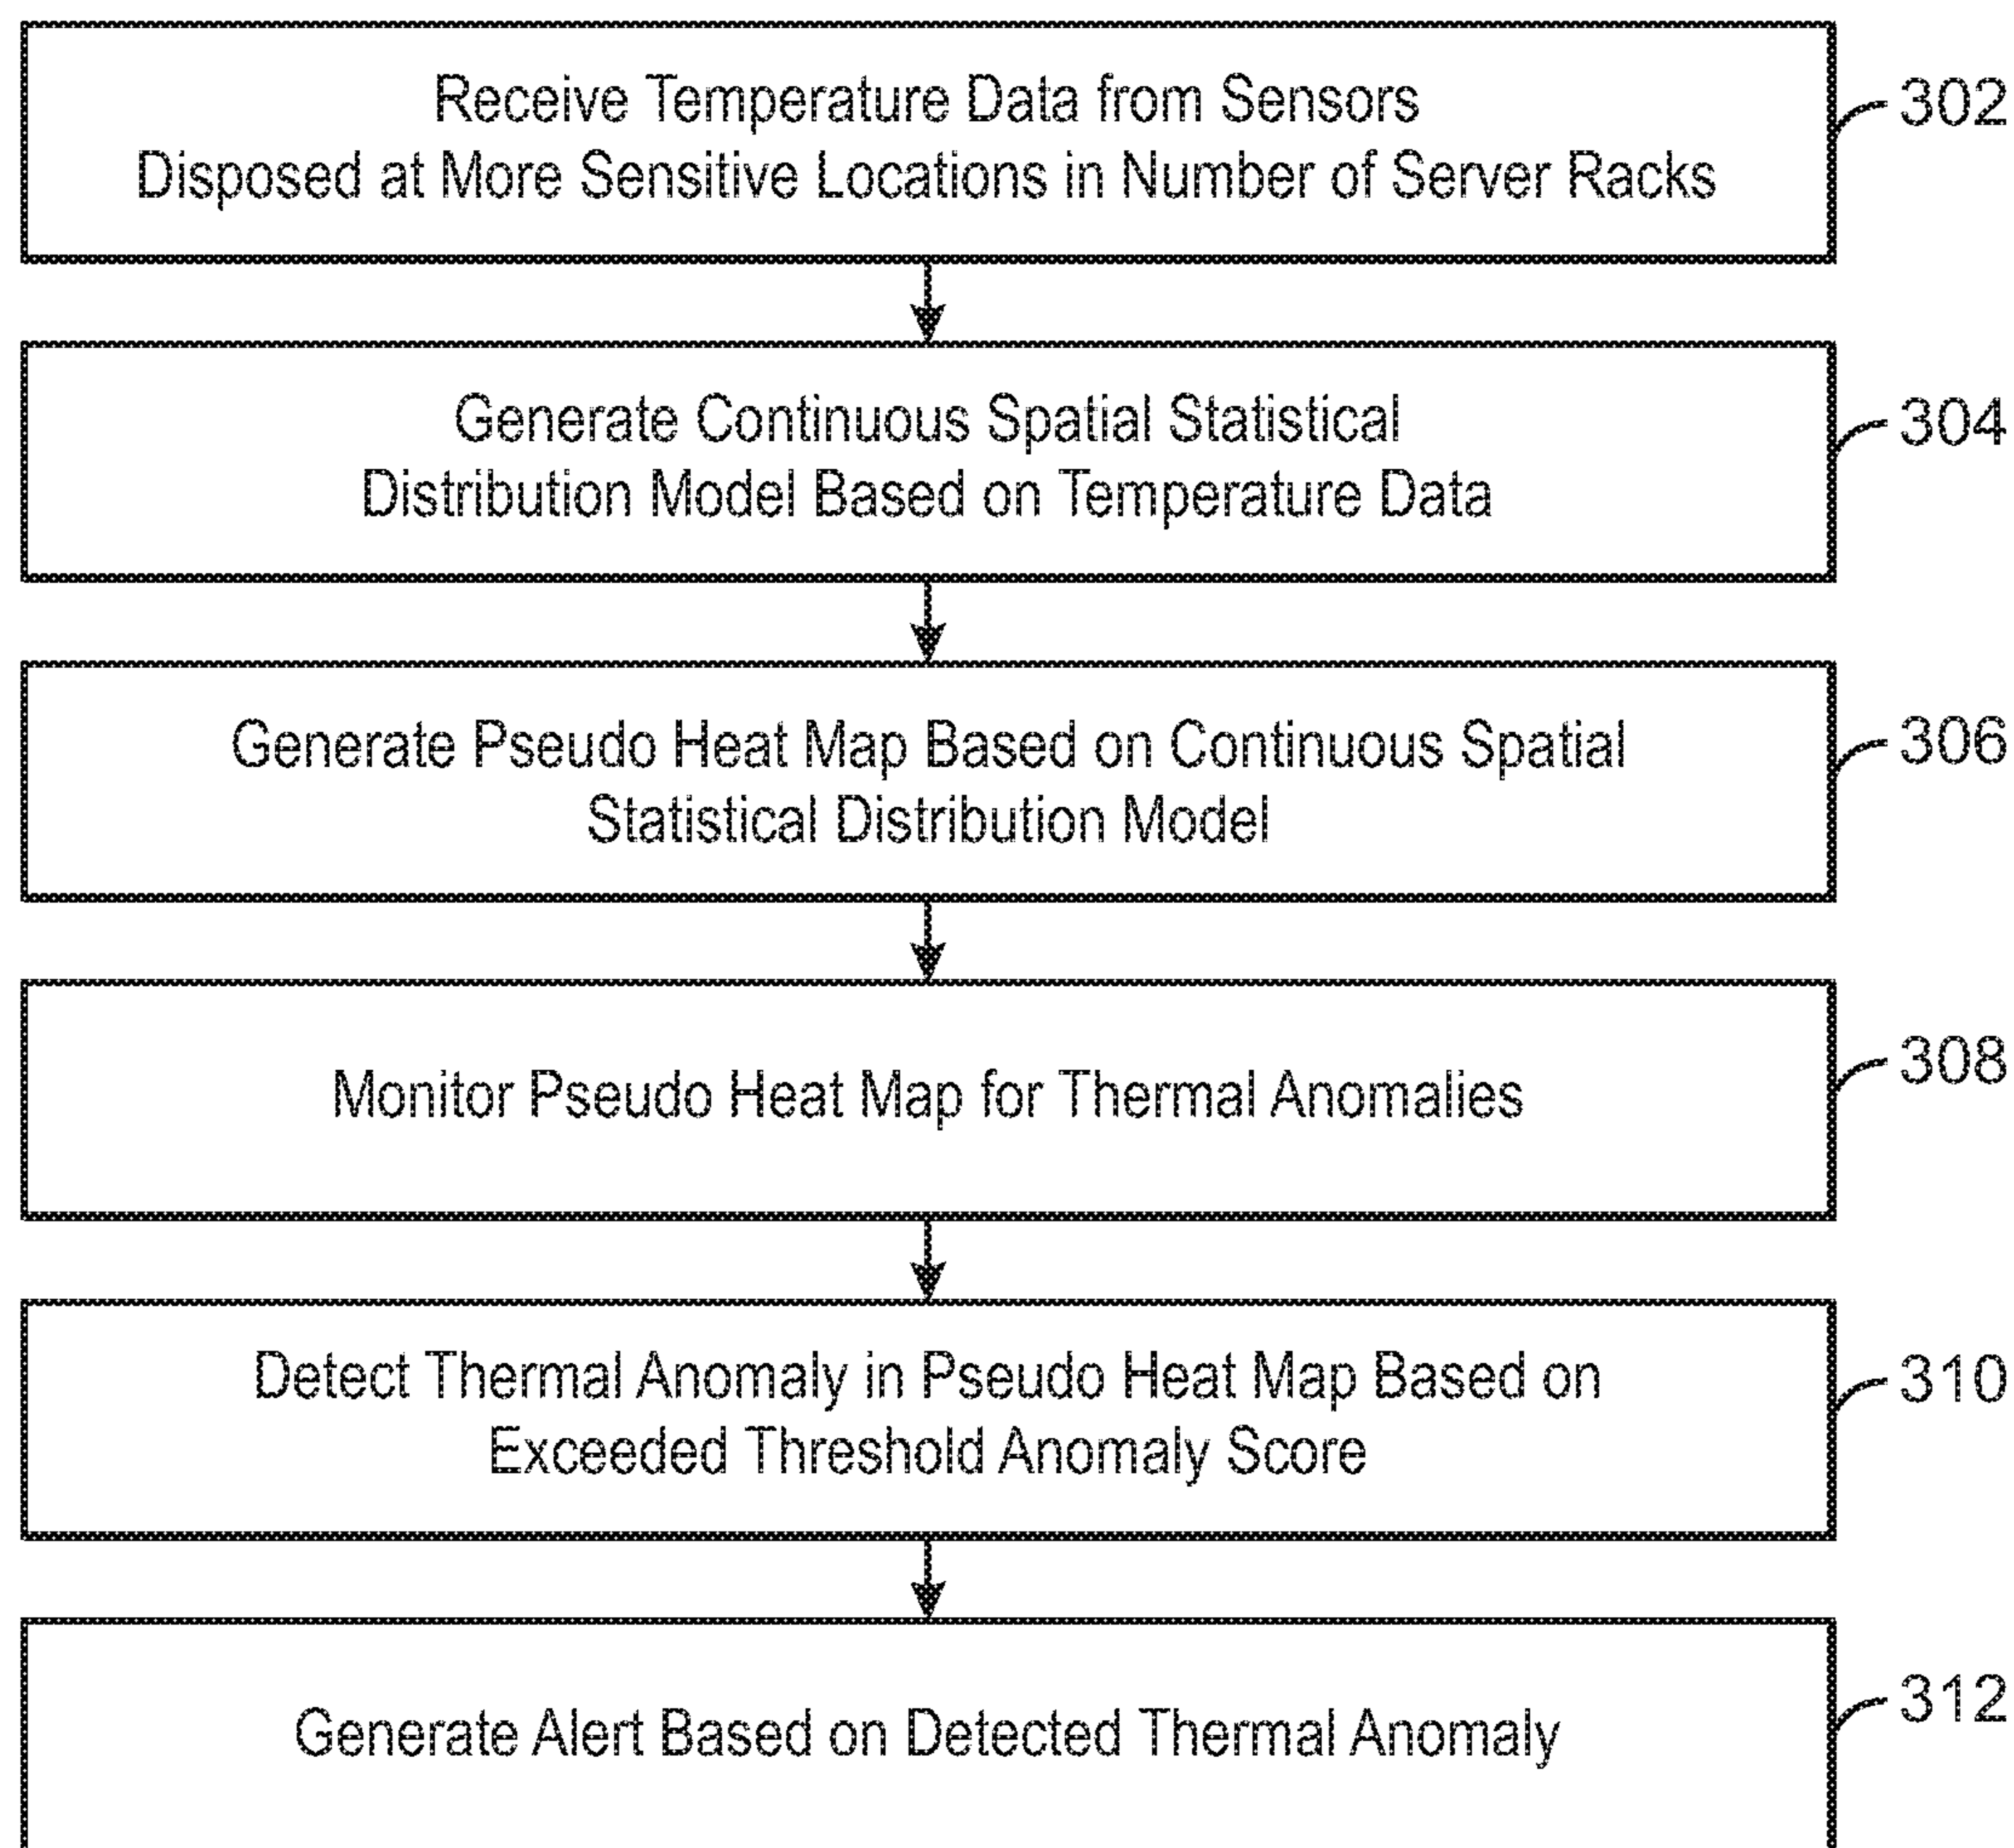 Receive Temperature Data from Sensors
Disposed at More Sensitive Locations in Number of Server Racks
302
Generate Continuous Spatial Statistical
Distribution Model Based on Temperature Data
304
Generate Pseudo Heat Map Based on Continuous Spatial
Statistical Distribution Model
306
Monitor Pseudo Heat Map for Thermal Anomalies
308
Detect Thermal Anomaly in Pseudo Heat Map Based on
Exceeded Threshold Anomaly Score
310
Generate Alert Based on Detected Thermal Anomaly
312